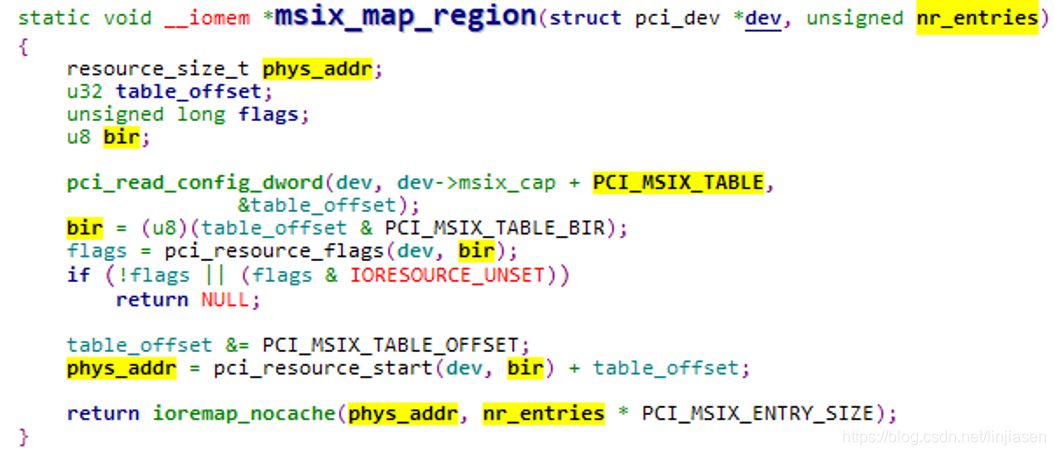 static void __iomem *msix_map_region(struct pci_dev *dev, unsigned nr_entries)
{
    resource_size_t phys_addr;
    u32 table_offset;
    unsigned long flags;
    u8 bir;

    pci_read_config_dword(dev, dev->msix_cap + PCI_MSIX_TABLE,
                  &table_offset);
    bir = (u8)(table_offset & PCI_MSIX_TABLE_BIR);
    flags = pci_resource_flags(dev, bir);
    if (!flags || (flags & IORESOURCE_UNSET))
        return NULL;

    table_offset &= PCI_MSIX_TABLE_OFFSET;
    phys_addr = pci_resource_start(dev, bir) + table_offset;

    return ioremap_nocache(phys_addr, nr_entries * PCI_MSIX_ENTRY_SIZE);
}
https://blog.csdn.net/linjiasen